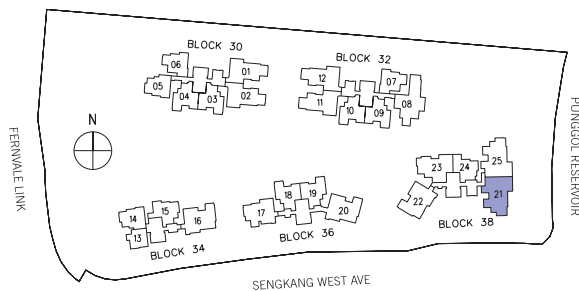 BLOCK 30
BLOCK 32
06
01
05
04
03
02
12
07
11
10
09
08
N
FERNVALE LINK
PUNGGOL RESERVOIR
23
24
25
22
21
BLOCK 38
18
19
17
20
BLOCK 36
14
15
16
13
BLOCK 34
SENGKANG WEST AVE